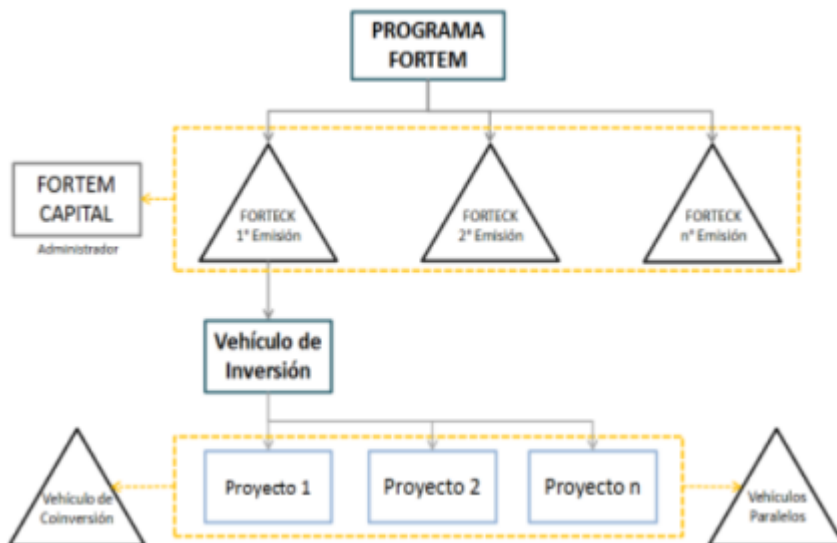 PROGRAMA
FORTEM
FORTEM
CAPITAL
Administrador
FORTECK
1° Emisión
FORTECK
2° Emisión
FORTECK
n° Emisión
Vehículo de
Inversión
Vehículo de
Coinversión
Proyecto 1
Proyecto 2
Proyecto n
Vehículos
Paralelos